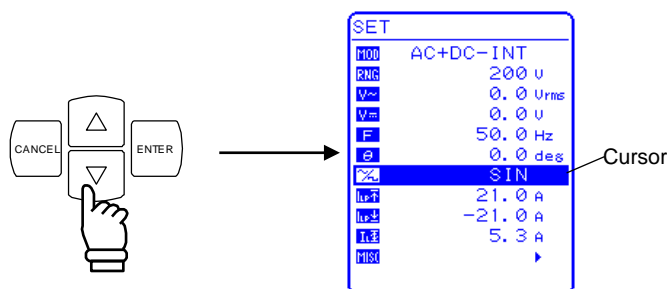 SET
MOD AC+DC-INT
RNG 200 V
V~ 0.0 Vrms
V⎓ 0.0 V
F 50.0 Hz
θ 0.0 deg
SIN
21.0 A
-21.0 A
5.3 A
MISC
CANCEL
ENTER
Cursor